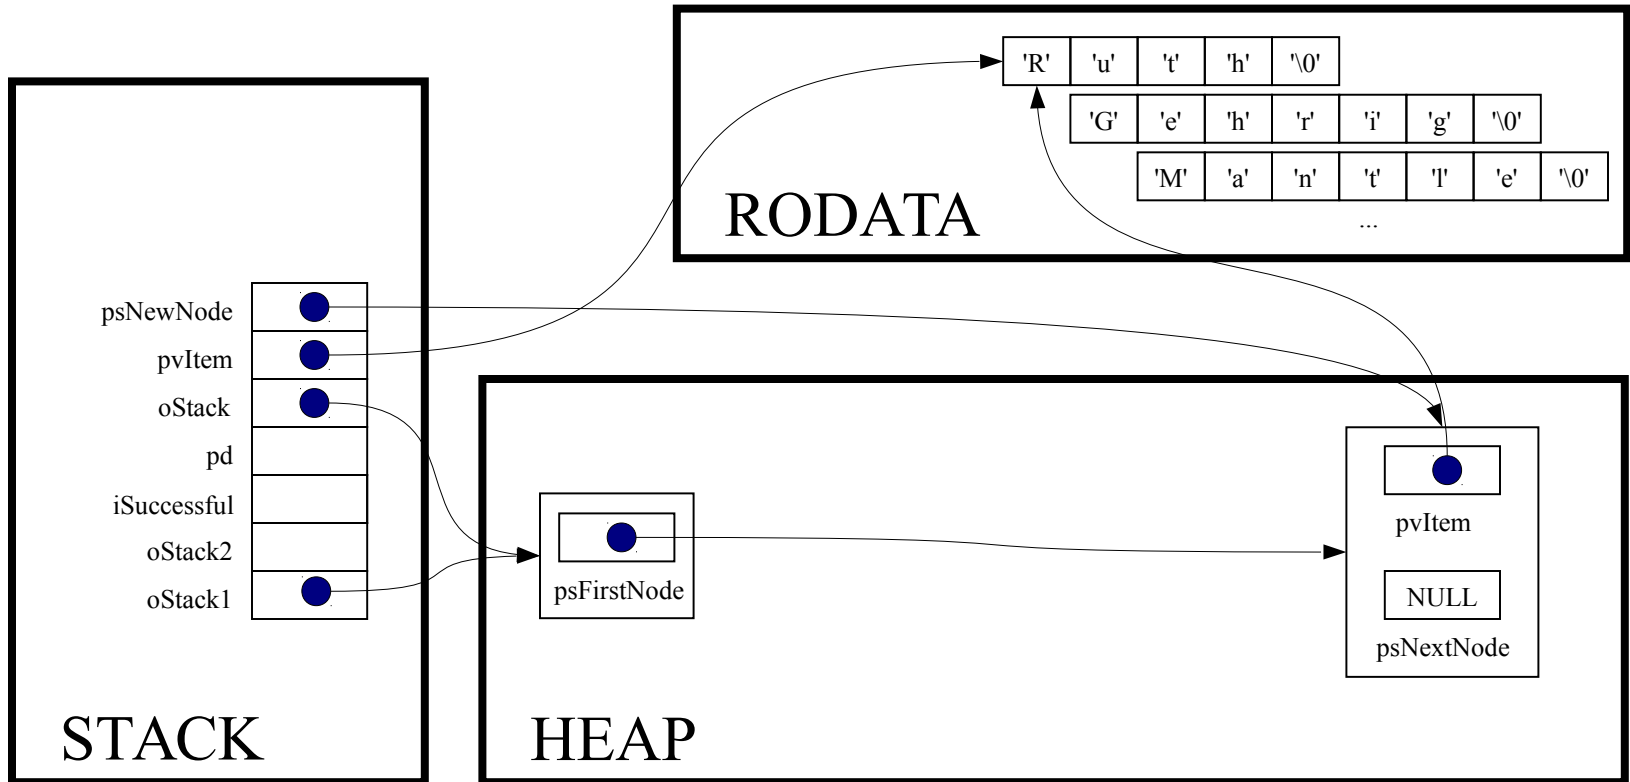 'R' 'u' 't' 'h' '\0'
'G' 'e' 'h' 'r' 'i' 'g' '\0'
'M' 'a' 'n' 't' 'l' 'e' '\0'
...
RODATA
psNewNode
pvItem
oStack
pd
iSuccessful
oStack2
oStack1
STACK
psFirstNode
pvItem
NULL
psNextNode
HEAP